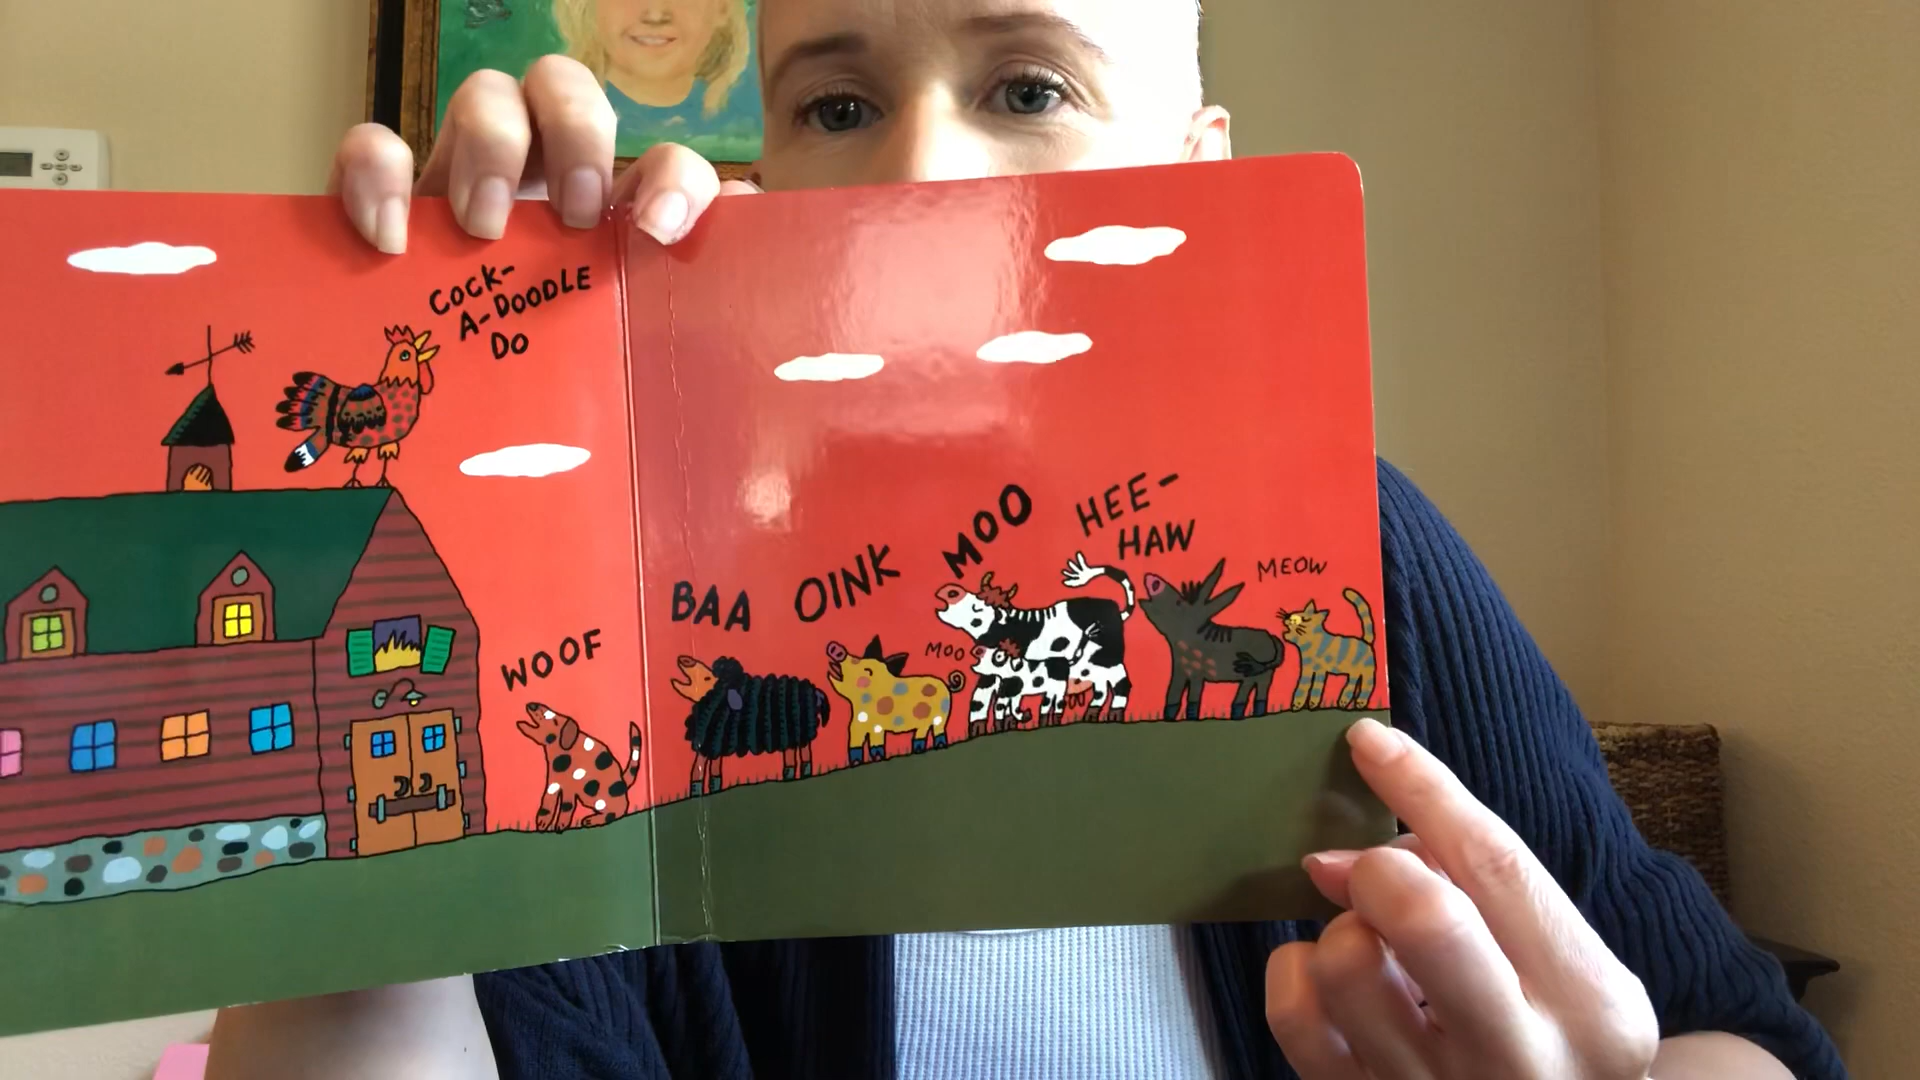 COCK-
A-DOODLE
DO
WOOF
BAA
OINK
MOO
MOO
HEE-
HAW
MEOW